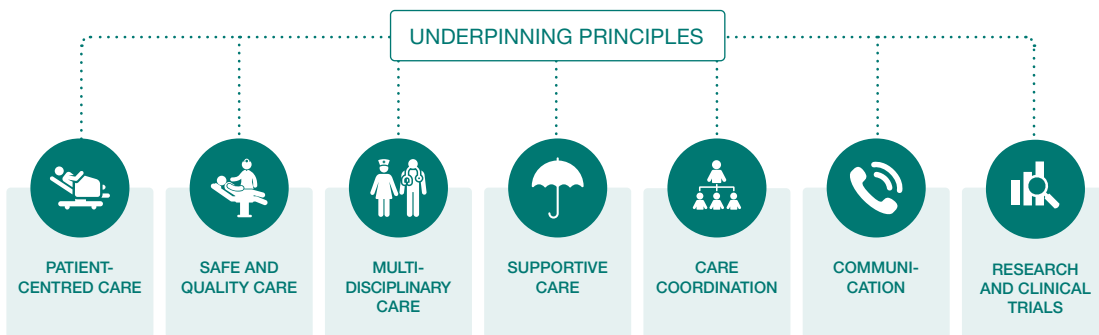 UNDERPINNING PRINCIPLES
PATIENT-
CENTRED CARE
SAFE AND
QUALITY CARE
MULTI-
DISCIPLINARY
CARE
SUPPORTIVE
CARE
CARE
COORDINATION
COMMUNI-
CATION
RESEARCH
AND CLINICAL
TRIALS